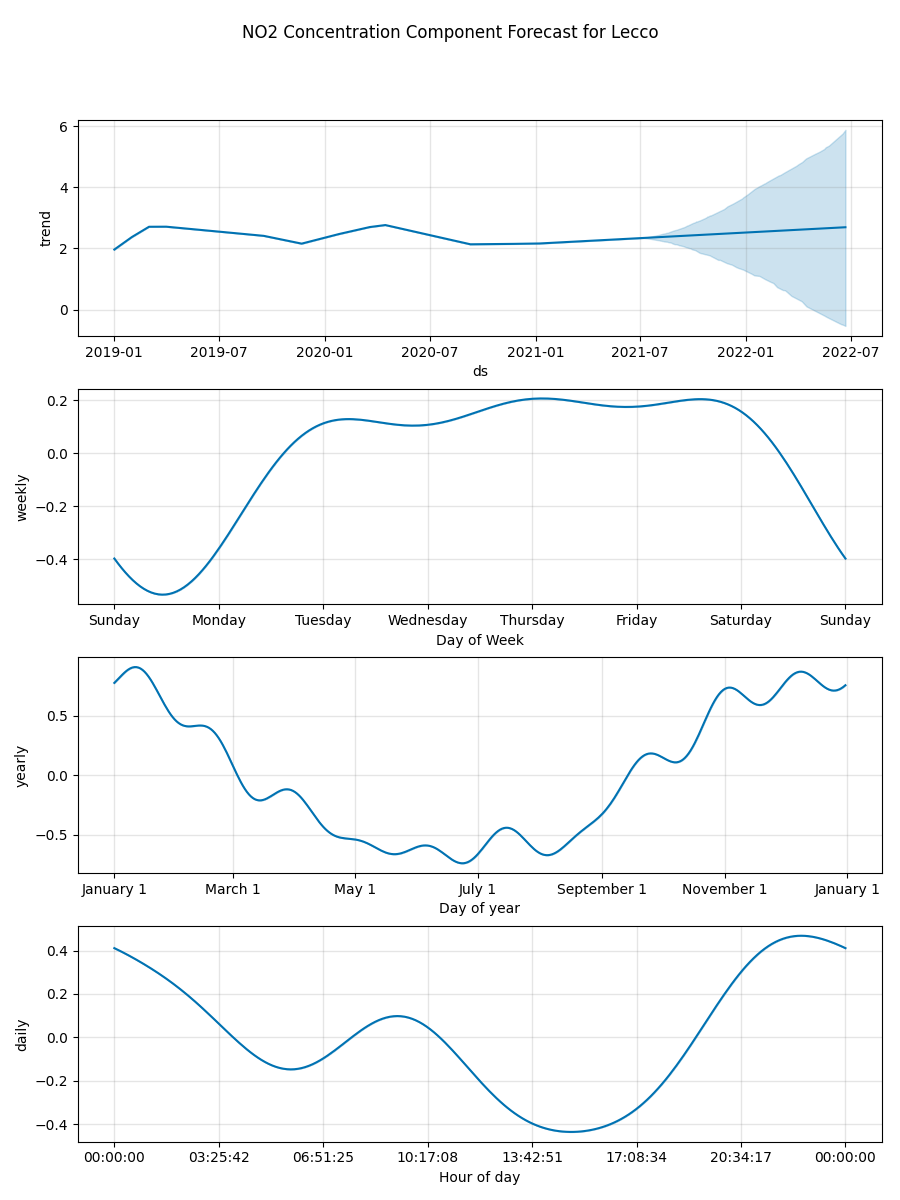 NO2 Concentration Component Forecast for Lecco
6
4
2
0
trend
2019-01 2019-07 2020-01 2020-07 2021-01 2021-07 2022-01 2022-07
ds
0.2
0.0
−0.2
−0.4
weekly
Sunday Monday Tuesday Wednesday Thursday Friday Saturday Sunday
Day of Week
0.5
0.0
−0.5
yearly
January 1 March 1 May 1 July 1 September 1 November 1 January 1
Day of year
0.4
0.2
0.0
−0.2
−0.4
daily
00:00:00 03:25:42 06:51:25 10:17:08 13:42:51 17:08:34 20:34:17 00:00:00
Hour of day